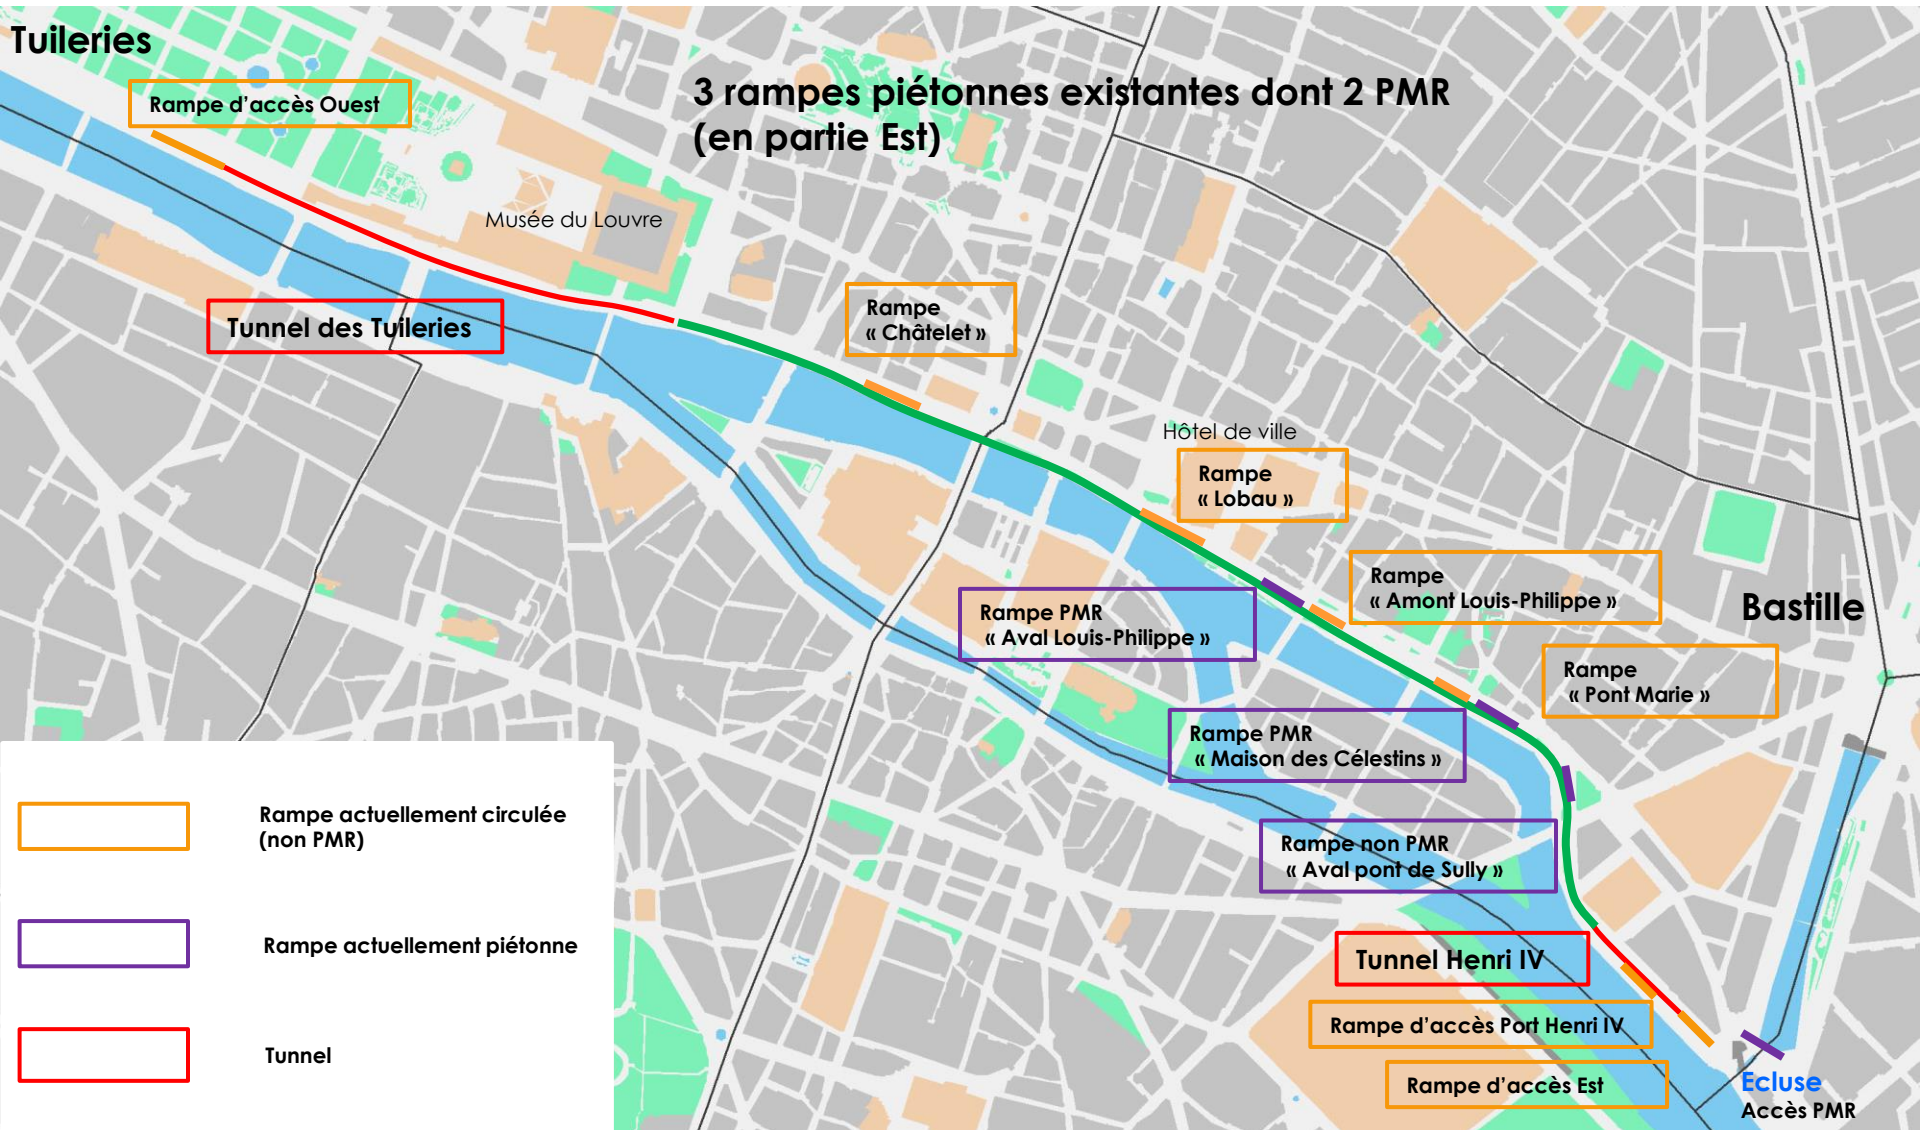 Tuileries
3 rampes piétonnes existantes dont 2 PMR
(en partie Est)
Rampe d'accès Ouest
Musée du Louvre
Tunnel des Tuileries
Rampe
« Châtelet »
Hôtel de ville
Rampe
« Lobau »
Rampe
« Amont Louis-Philippe »
Bastille
Rampe PMR
« Aval Louis-Philippe »
Rampe
« Pont Marie »
Rampe PMR
« Maison des Célestins »
Rampe non PMR
« Aval pont de Sully »
Tunnel Henri IV
Rampe d'accès Port Henri IV
Rampe d'accès Est
Ecluse
Accès PMR
Rampe actuellement circulée
(non PMR)
Rampe actuellement piétonne
Tunnel